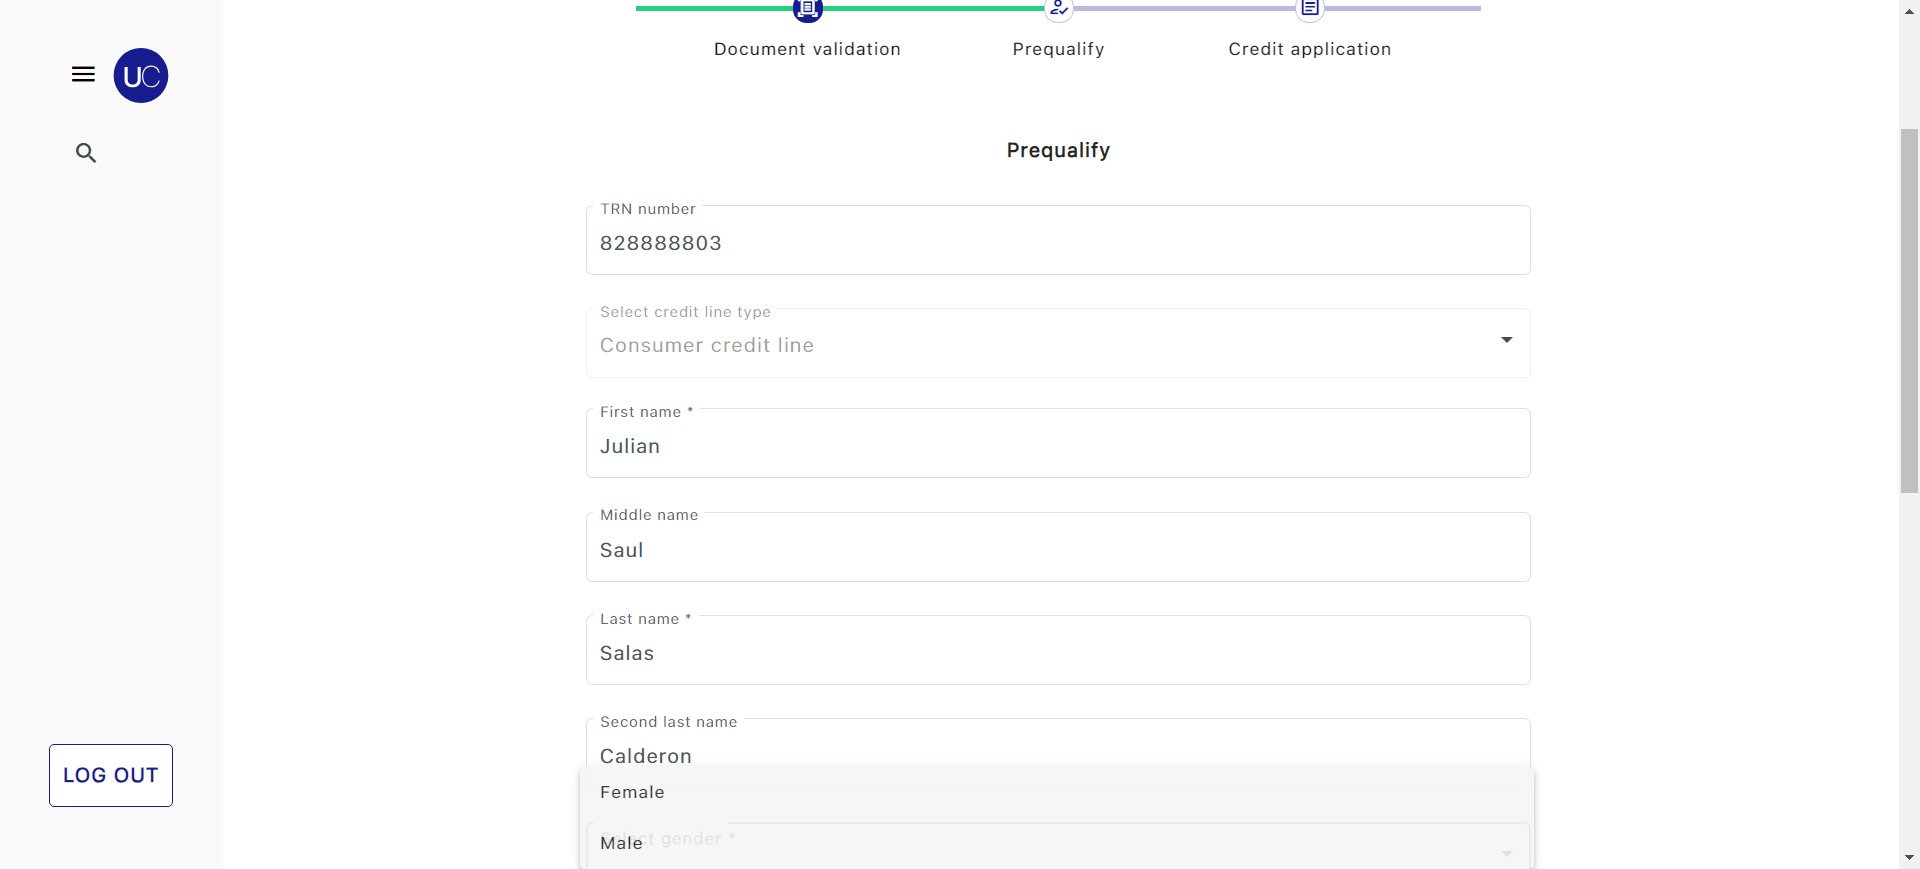 Document validation
Prequalify
Credit application
UC
Prequalify
TRN number
828888803
Select credit line type
Consumer credit line
First name *
Julian
Middle name
Saul
Last name *
Salas
Second last name
Calderon
Female
Select gender *
Male
LOG OUT